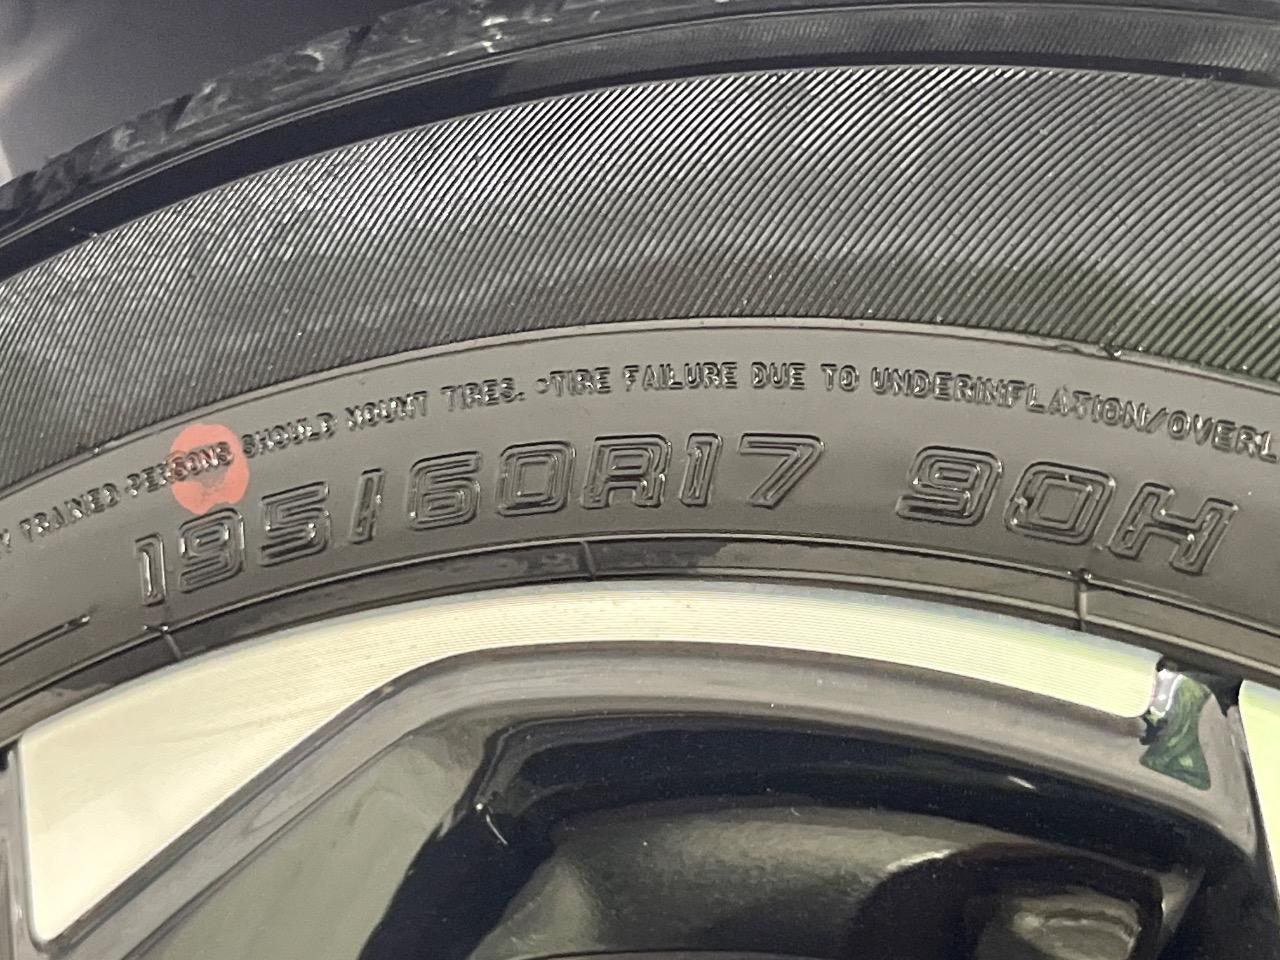 Y TRAINED PERSONS SHOULD MOUNT TIRES. •TIRE FAILURE DUE TO UNDERINFLATION/OVERL
195/60R17 90H